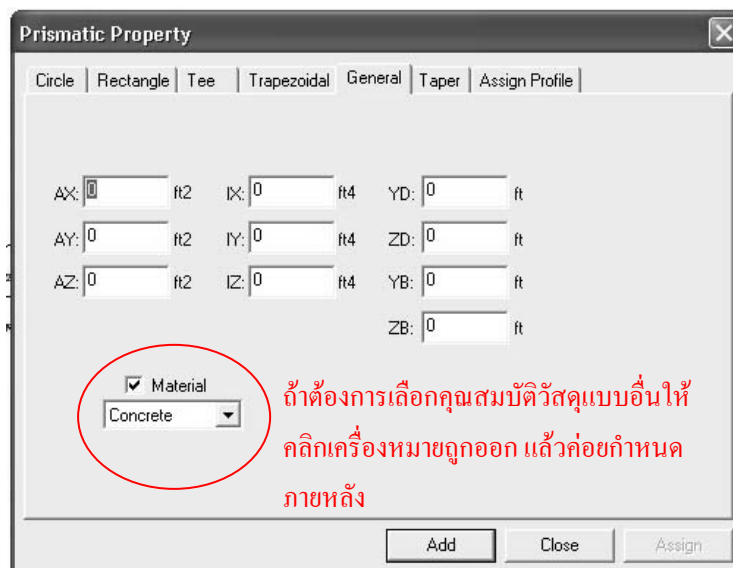 Prismatic Property
Circle Rectangle Tee Trapezoidal General Taper Assign Profile
AX: 0 ft2 IX: 0 ft4 YD: 0 ft
AY: 0 ft2 IY: 0 ft4 ZD: 0 ft
AZ: 0 ft2 IZ: 0 ft4 YB: 0 ft
ZB: 0 ft
Material
Concrete
ถ้าต้องการเลือกคุณสมบัติวัสดุแบบอื่นให้
คลิกเครื่องหมายถูกออก แล้วค่อยกำหนด
ภายหลัง
Add Close Assign